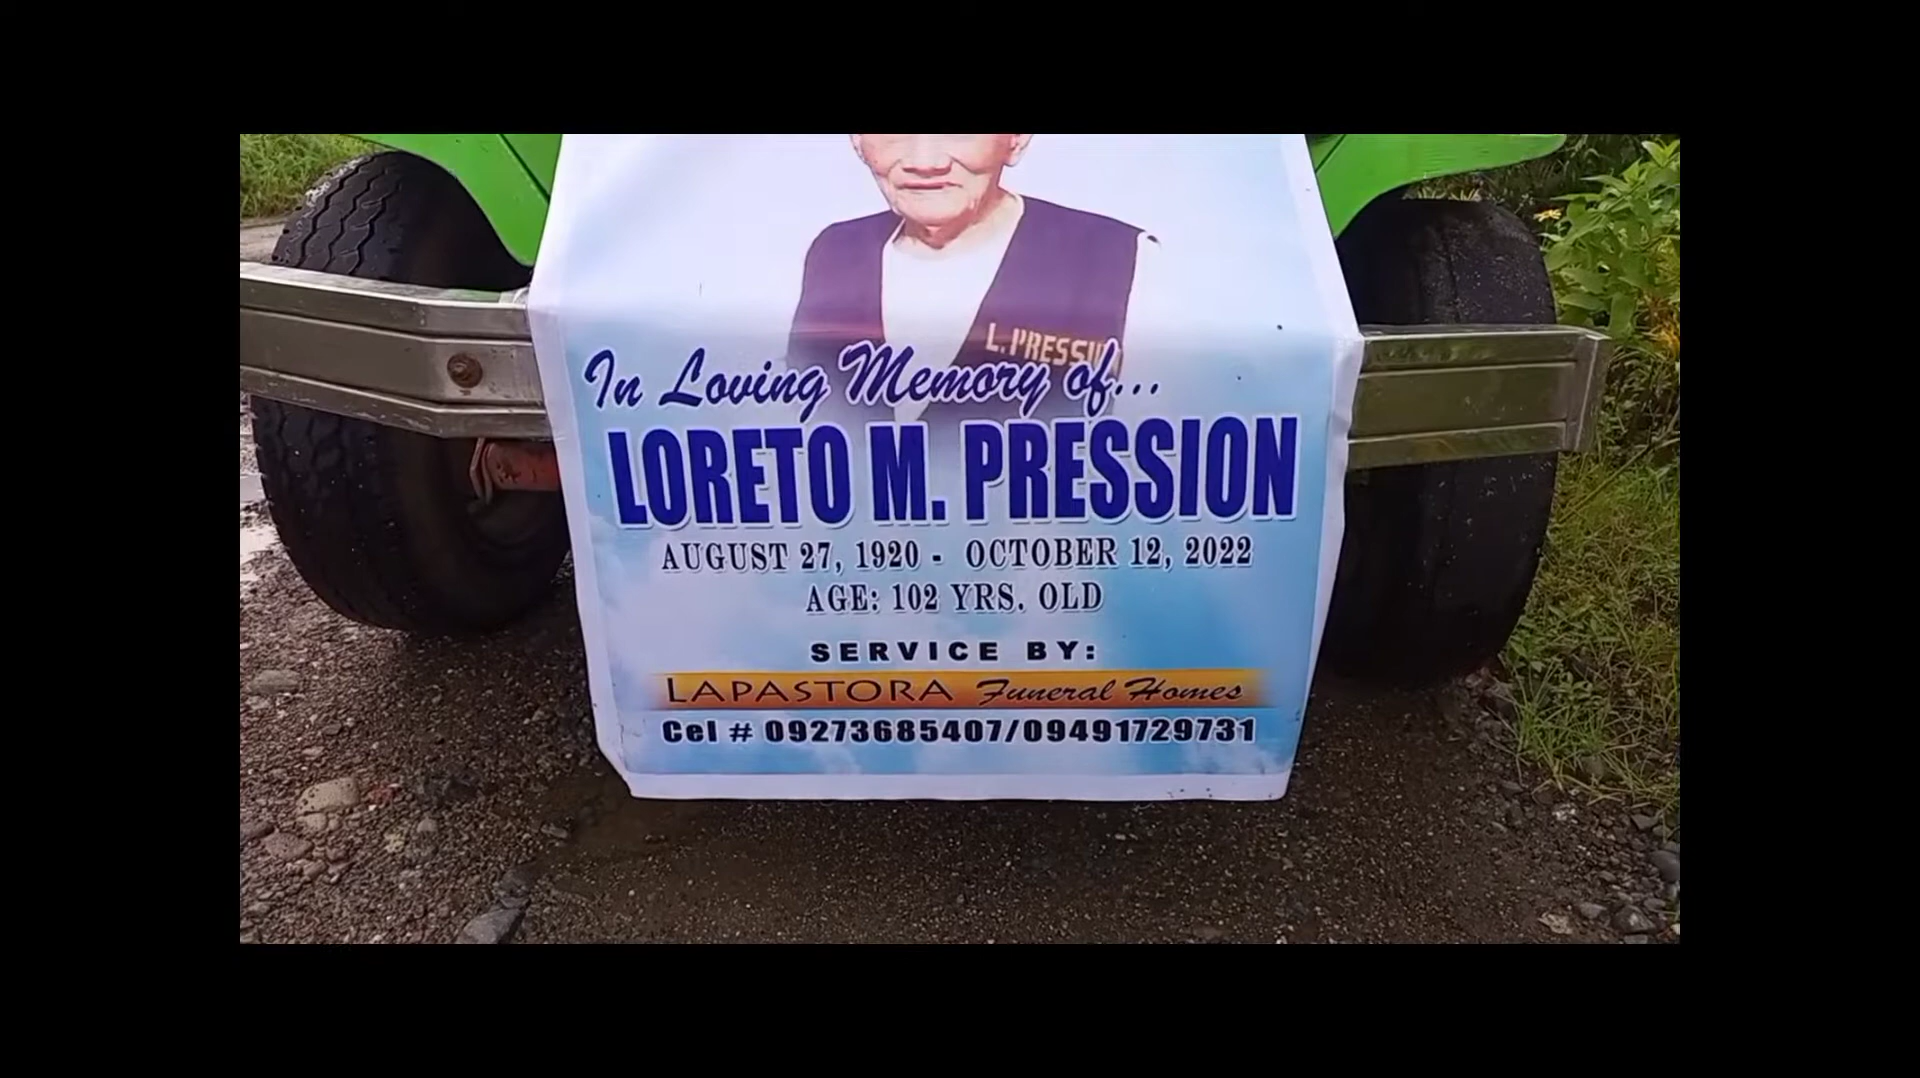 L. PRESSION
In Loving Memory of...
LORETO M. PRESSION
AUGUST 27, 1920 - OCTOBER 12, 2022
AGE: 102 YRS. OLD
SERVICE BY:
LAPASTORA Funeral Homes
Cel # 09273685407/09491729731